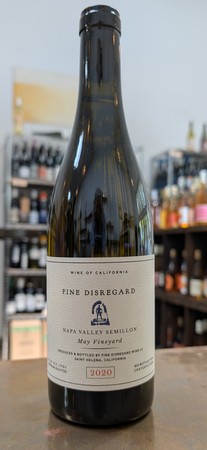 WINE OF CALIFORNIA
FINE DISREGARD
NAPA VALLEY SEMILLON
May Vineyard
PRODUCED & BOTTLED BY FINE DISREGARD WINE CO
SAINT HELENA, CALIFORNIA
2020